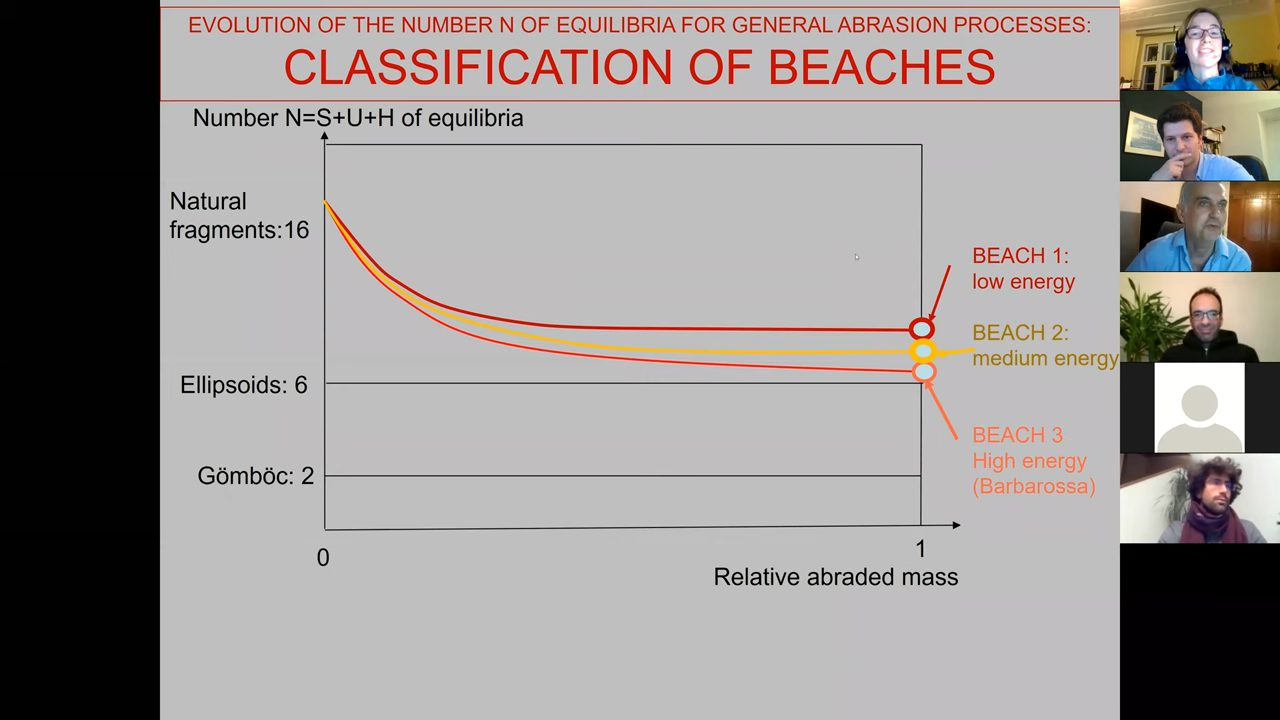 EVOLUTION OF THE NUMBER N OF EQUILIBRIA FOR GENERAL ABRASION PROCESSES:
CLASSIFICATION OF BEACHES
Number N=S+U+H of equilibria
Natural
fragments:16
BEACH 1:
low energy
BEACH 2:
medium energy
Ellipsoids: 6
BEACH 3
High energy
(Barbarossa)
Gömböc: 2
0
1
Relative abraded mass